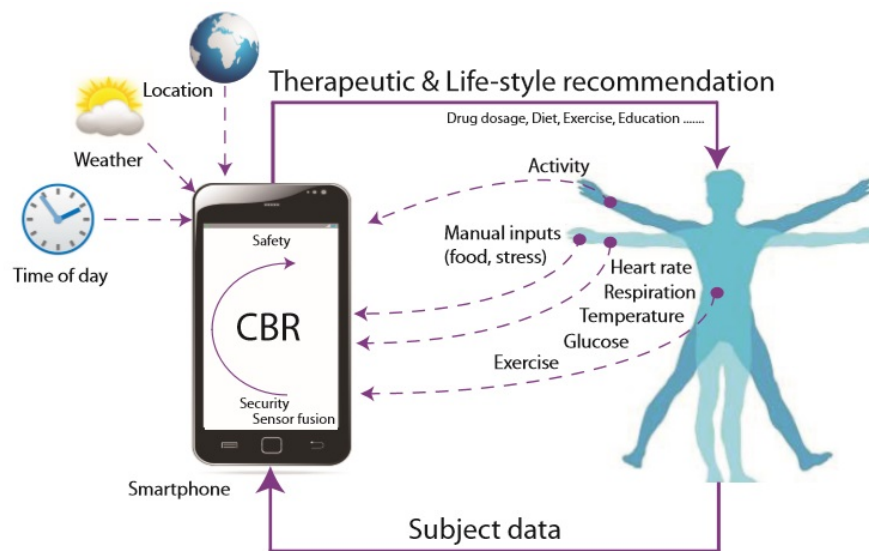 Location
Therapeutic & Life-style recommendation
Drug dosage, Diet, Exercise, Education .......
Weather
Activity
Time of day
Safety
Manual inputs
(food, stress)
Heart rate
Respiration
Temperature
Glucose
CBR
Exercise
Security
Sensor fusion
Smartphone
Subject data